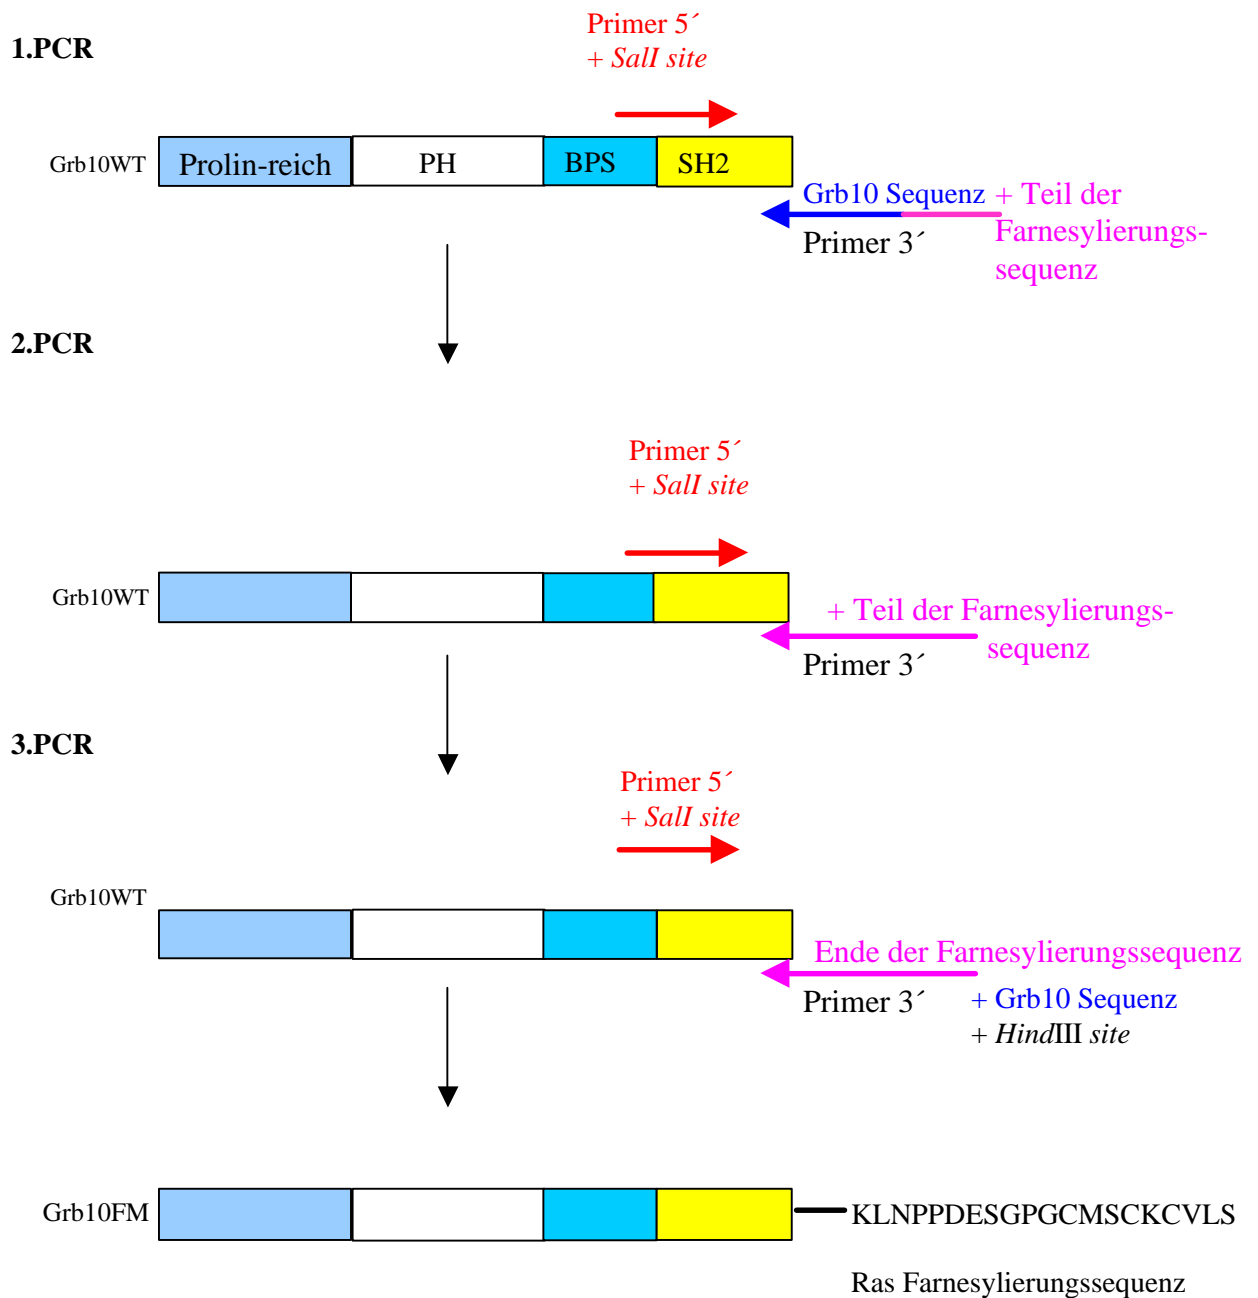 1.PCR
Primer 5´
+ SalI site
Grb10WT
Prolin-reich
PH
BPS
SH2
Grb10 Sequenz
+ Teil der
Farnesylierungs-
sequenz
Primer 3´
2.PCR
Primer 5´
+ SalI site
Grb10WT
+ Teil der Farnesylierungs-
sequenz
Primer 3´
3.PCR
Primer 5´
+ SalI site
Grb10WT
Ende der Farnesylierungssequenz
Primer 3´
+ Grb10 Sequenz
+ HindIII site
Grb10FM
KLNPPDESGPGCMSCKCVLS
Ras Farnesylierungssequenz